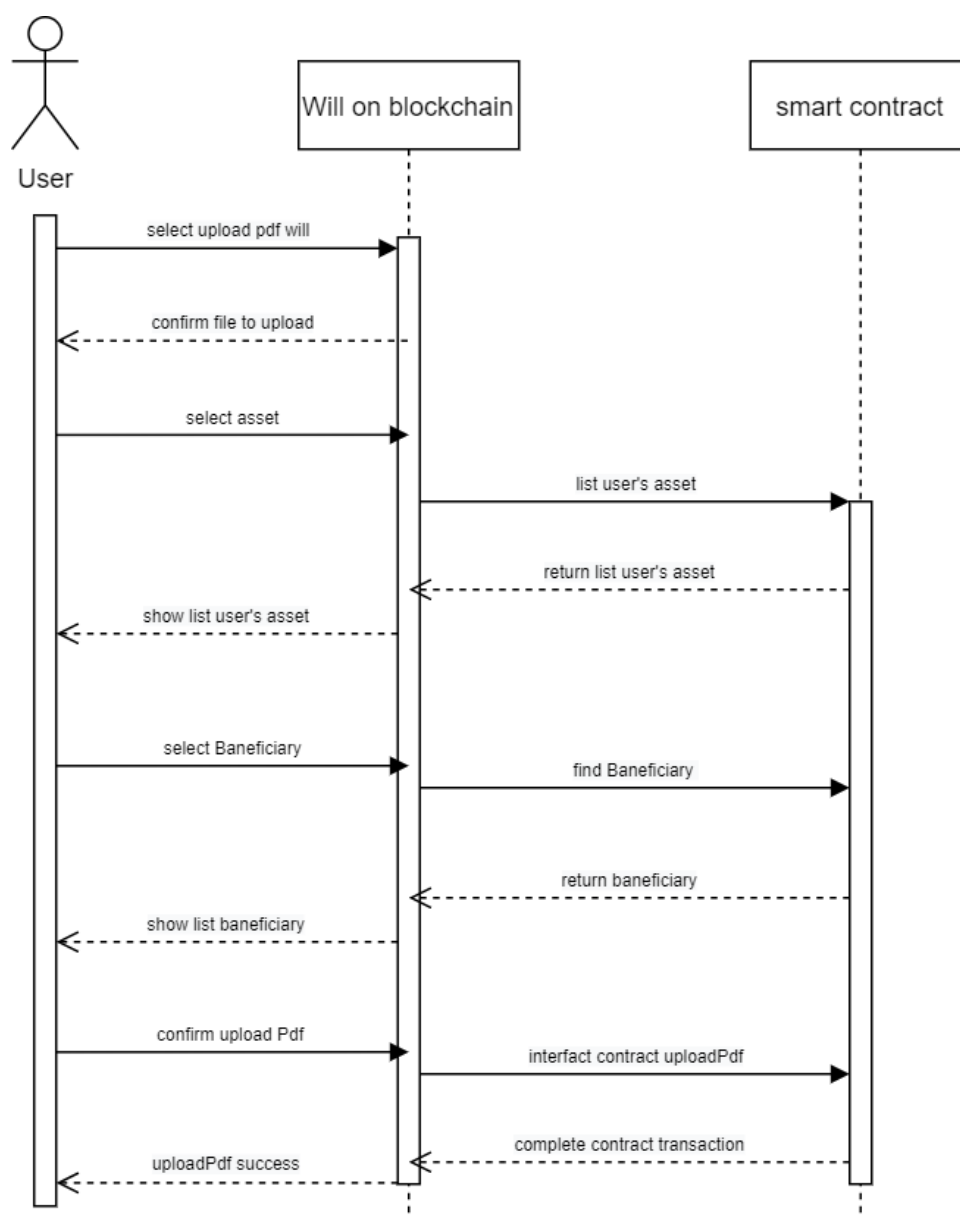 Will on blockchain
smart contract
User
select upload pdf will
confirm file to upload
select asset
list user's asset
return list user's asset
show list user's asset
select Baneficiary
find Baneficiary
return baneficiary
show list baneficiary
confirm upload Pdf
interfact contract uploadPdf
complete contract transaction
uploadPdf success